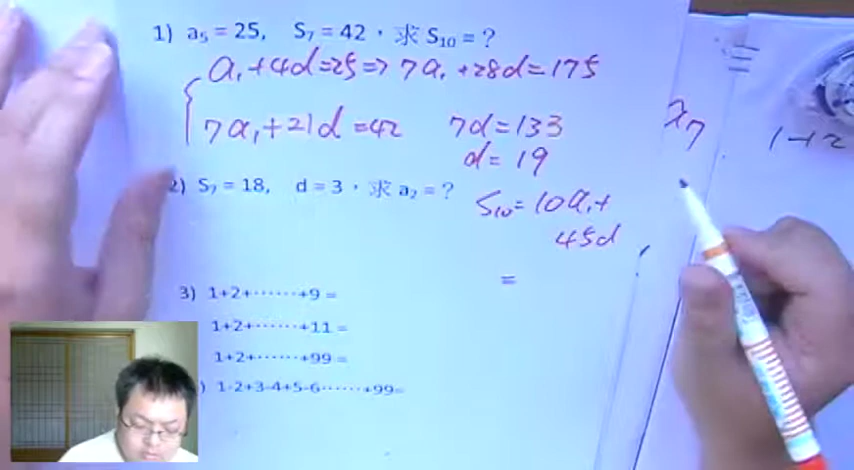 1) a₅ = 25, S₇ = 42，求 S₁₀ = ?
a₁+4d=25⇒7a₁+28d=175
7a₁+21d=42 7d=133
d=19
2) S₇ = 18, d = 3，求 a₂ = ?
S₁₀=10a₁+
45d
=
3) 1+2+⋯⋯+9 =
1+2+⋯⋯+11 =
1+2+⋯⋯+99 =
) 1-2+3-4+5-6⋯⋯+99=